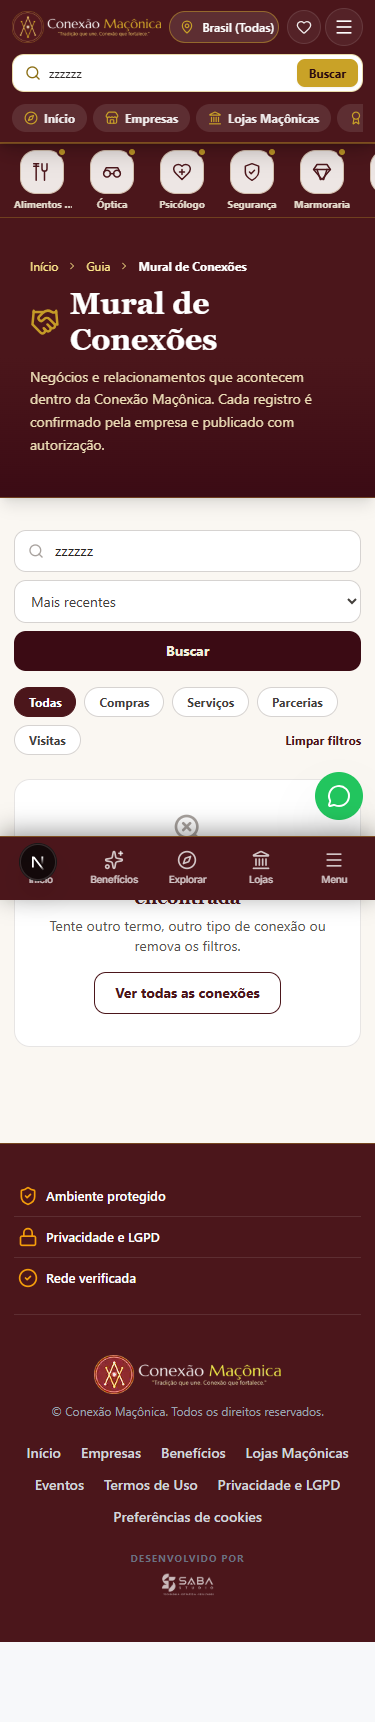 Conexão Maçônica
"Tradição que une. Conexão que fortalece."
Brasil (Todas)
zzzzzz
Buscar
Início
Empresas
Lojas Maçônicas
Alimentos ...
Óptica
Psicólogo
Segurança
Marmoraria
Início > Guia > Mural de Conexões
Mural de
Conexões
Negócios e relacionamentos que acontecem
dentro da Conexão Maçônica. Cada registro é
confirmado pela empresa e publicado com
autorização.
zzzzzz
Mais recentes
Buscar
Todas
Compras
Serviços
Parcerias
Visitas
Limpar filtros
N
Benefícios
Explorar
Lojas
Menu
Tente outro termo, outro tipo de conexão ou
remova os filtros.
Ver todas as conexões
Ambiente protegido
Privacidade e LGPD
Rede verificada
Conexão Maçônica
"Tradição que une. Conexão que fortalece."
© Conexão Maçônica. Todos os direitos reservados.
Início Empresas Benefícios Lojas Maçônicas
Eventos Termos de Uso Privacidade e LGPD
Preferências de cookies
DESENVOLVIDO POR
SABA
STUDIO